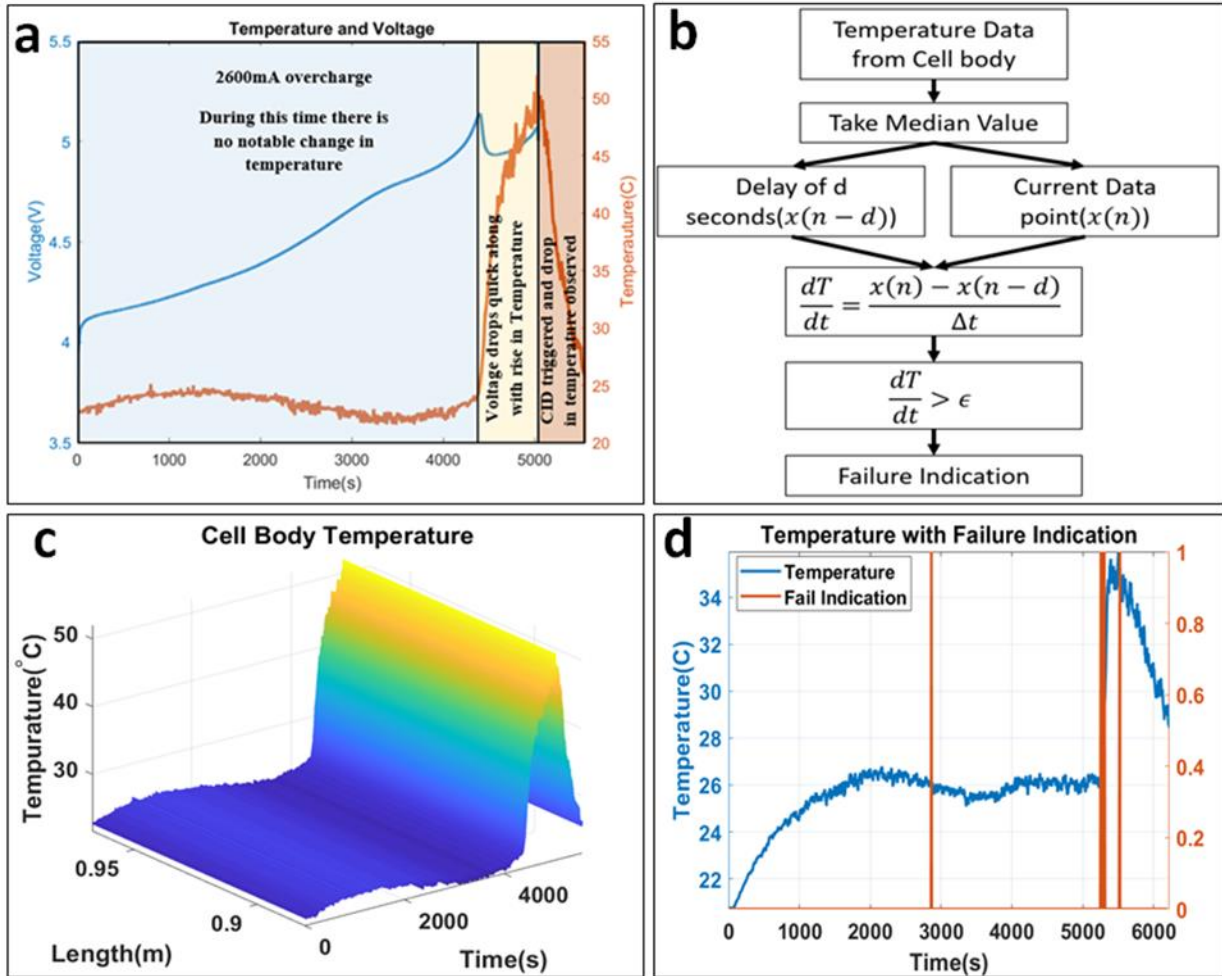 a
Temperature and Voltage
5.5
5
4.5
4
3.5
Voltage(V)
2600mA overcharge
During this time there is
no notable change in
temperature
Voltage drops quick along
with rise in Temperature
CID triggered and drop
in temperature observed
55
50
45
40
35
30
25
20
Temperauture(C)
0 1000 2000 3000 4000 5000
Time(s)
b
Temperature Data
from Cell body
Take Median Value
Delay of d
seconds(x(n − d))
Current Data
point(x(n))
dT/dt = (x(n) − x(n − d))/Δt
dT/dt > ϵ
Failure Indication
c
Cell Body Temperature
50
40
30
Tempurature(°C)
0.95
0.9
Length(m)
0 2000 4000
Time(s)
d
Temperature with Failure Indication
Temperature
Fail Indication
34
32
30
28
26
24
22
Temperature(C)
1
0.8
0.6
0.4
0.2
0
0 1000 2000 3000 4000 5000 6000
Time(s)